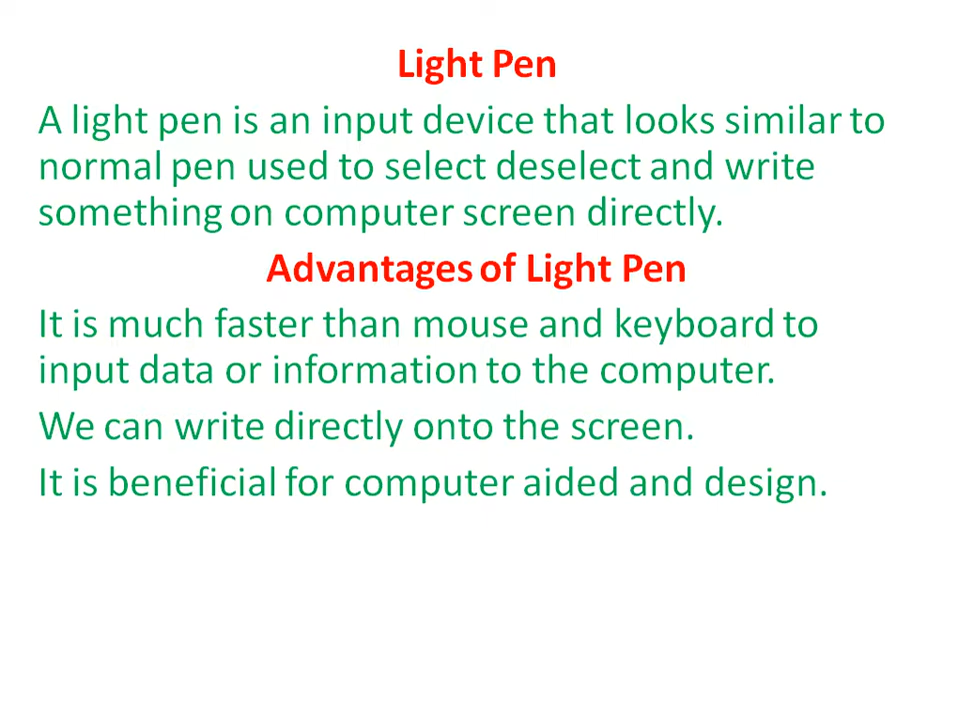 Light Pen
A light pen is an input device that looks similar to
normal pen used to select deselect and write
something on computer screen directly.
Advantages of Light Pen
It is much faster than mouse and keyboard to
input data or information to the computer.
We can write directly onto the screen.
It is beneficial for computer aided and design.